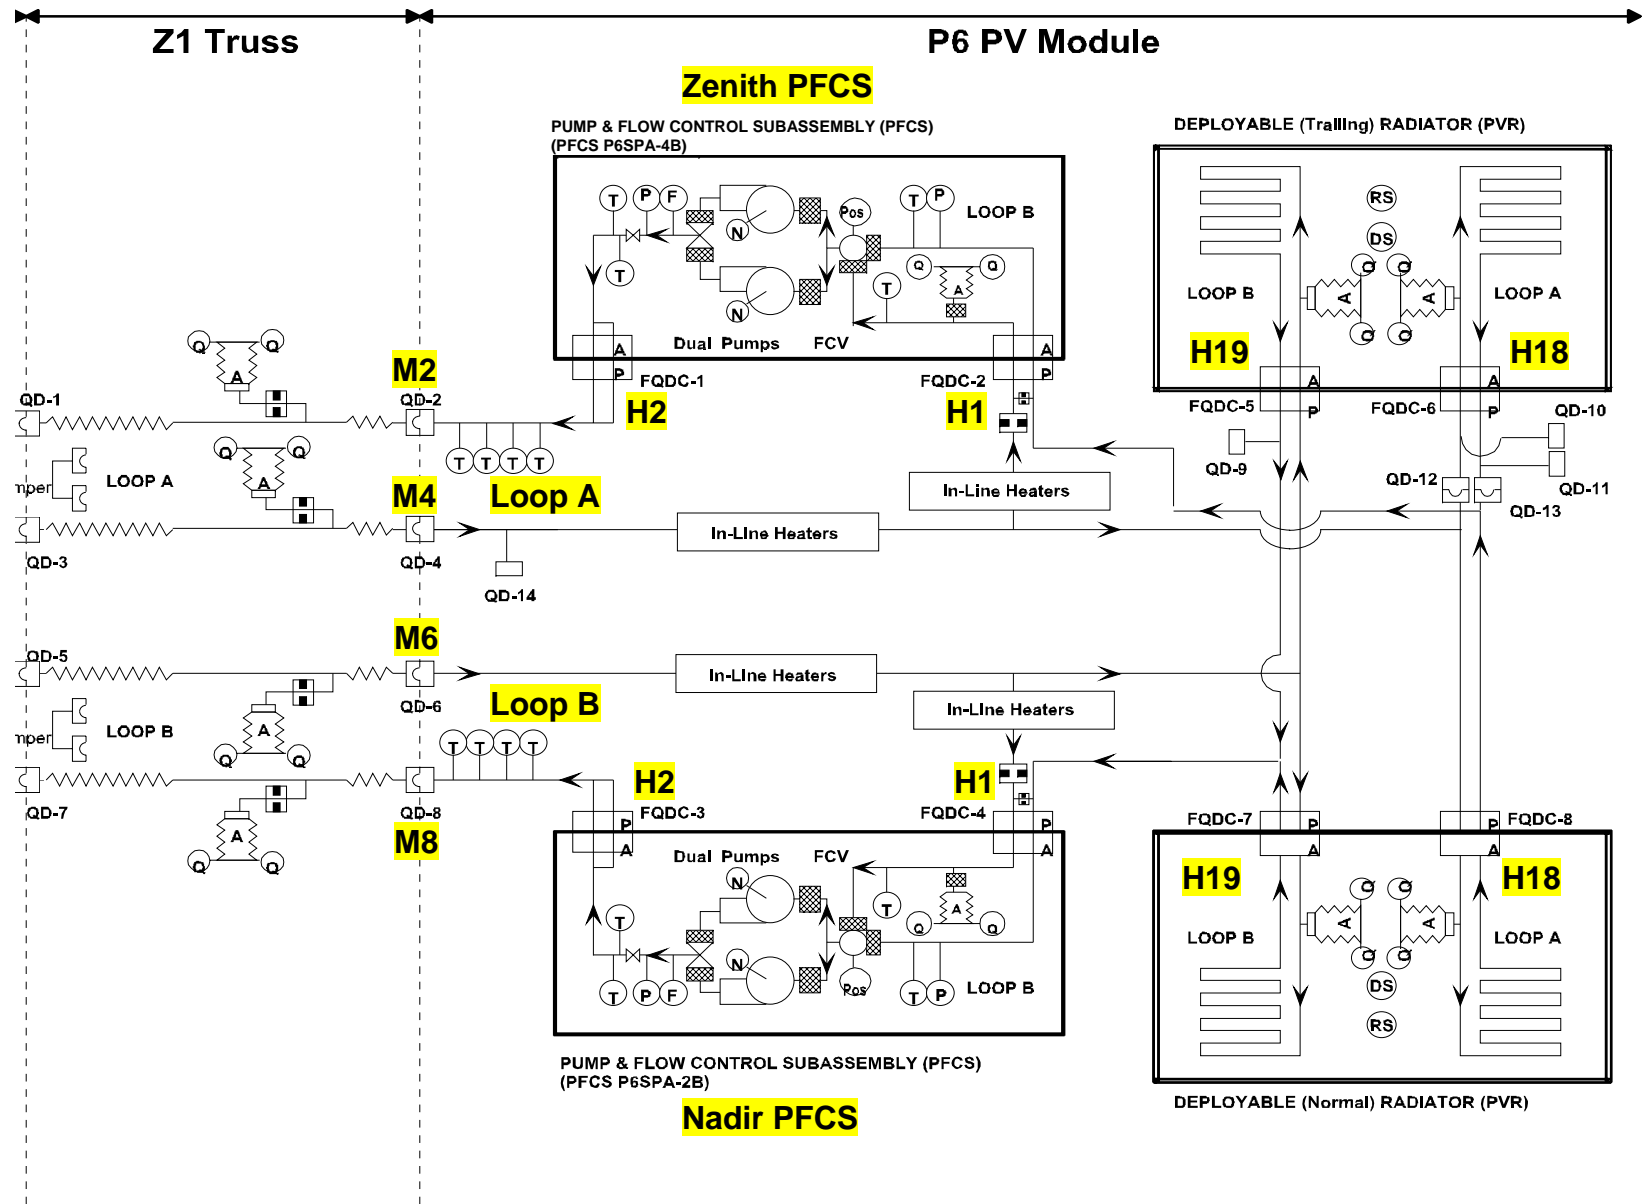 Z1 Truss
P6 PV Module
Zenith PFCS
PUMP & FLOW CONTROL SUBASSEMBLY (PFCS)
(PFCS P6SPA-4B)
DEPLOYABLE (Trailing) RADIATOR (PVR)
T P F
Pos
T P
LOOP B
N
T
Q Q
T
A
N
Dual Pumps FCV
A A
P P
FQDC-1
FQDC-2
H2
H1
RS
DS
Q Q
A A
Q Q
LOOP B
LOOP A
H19
H18
A A
P P
FQDC-5
FQDC-6
QD-10
QD-9
QD-12
QD-11
QD-13
Q Q
A
M2
QD-1
QD-2
T T T T
Q Q
A
mper
LOOP A
M4
Loop A
In-Line Heaters
In-Line Heaters
QD-3
QD-4
QD-14
M6
QD-5
QD-6
In-Line Heaters
In-Line Heaters
Loop B
mper
LOOP B
A
Q Q
T T T T
QD-7
QD-8
M8
A
Q Q
H2
H1
FQDC-3
FQDC-4
P P
A A
Dual Pumps FCV
N
T
T
A
Q Q
N
T P F
Pos
T P
LOOP B
PUMP & FLOW CONTROL SUBASSEMBLY (PFCS)
(PFCS P6SPA-2B)
Nadir PFCS
FQDC-7
FQDC-8
P P
A A
H19
H18
Q Q
A A
Q Q
LOOP B
LOOP A
DS
RS
DEPLOYABLE (Normal) RADIATOR (PVR)